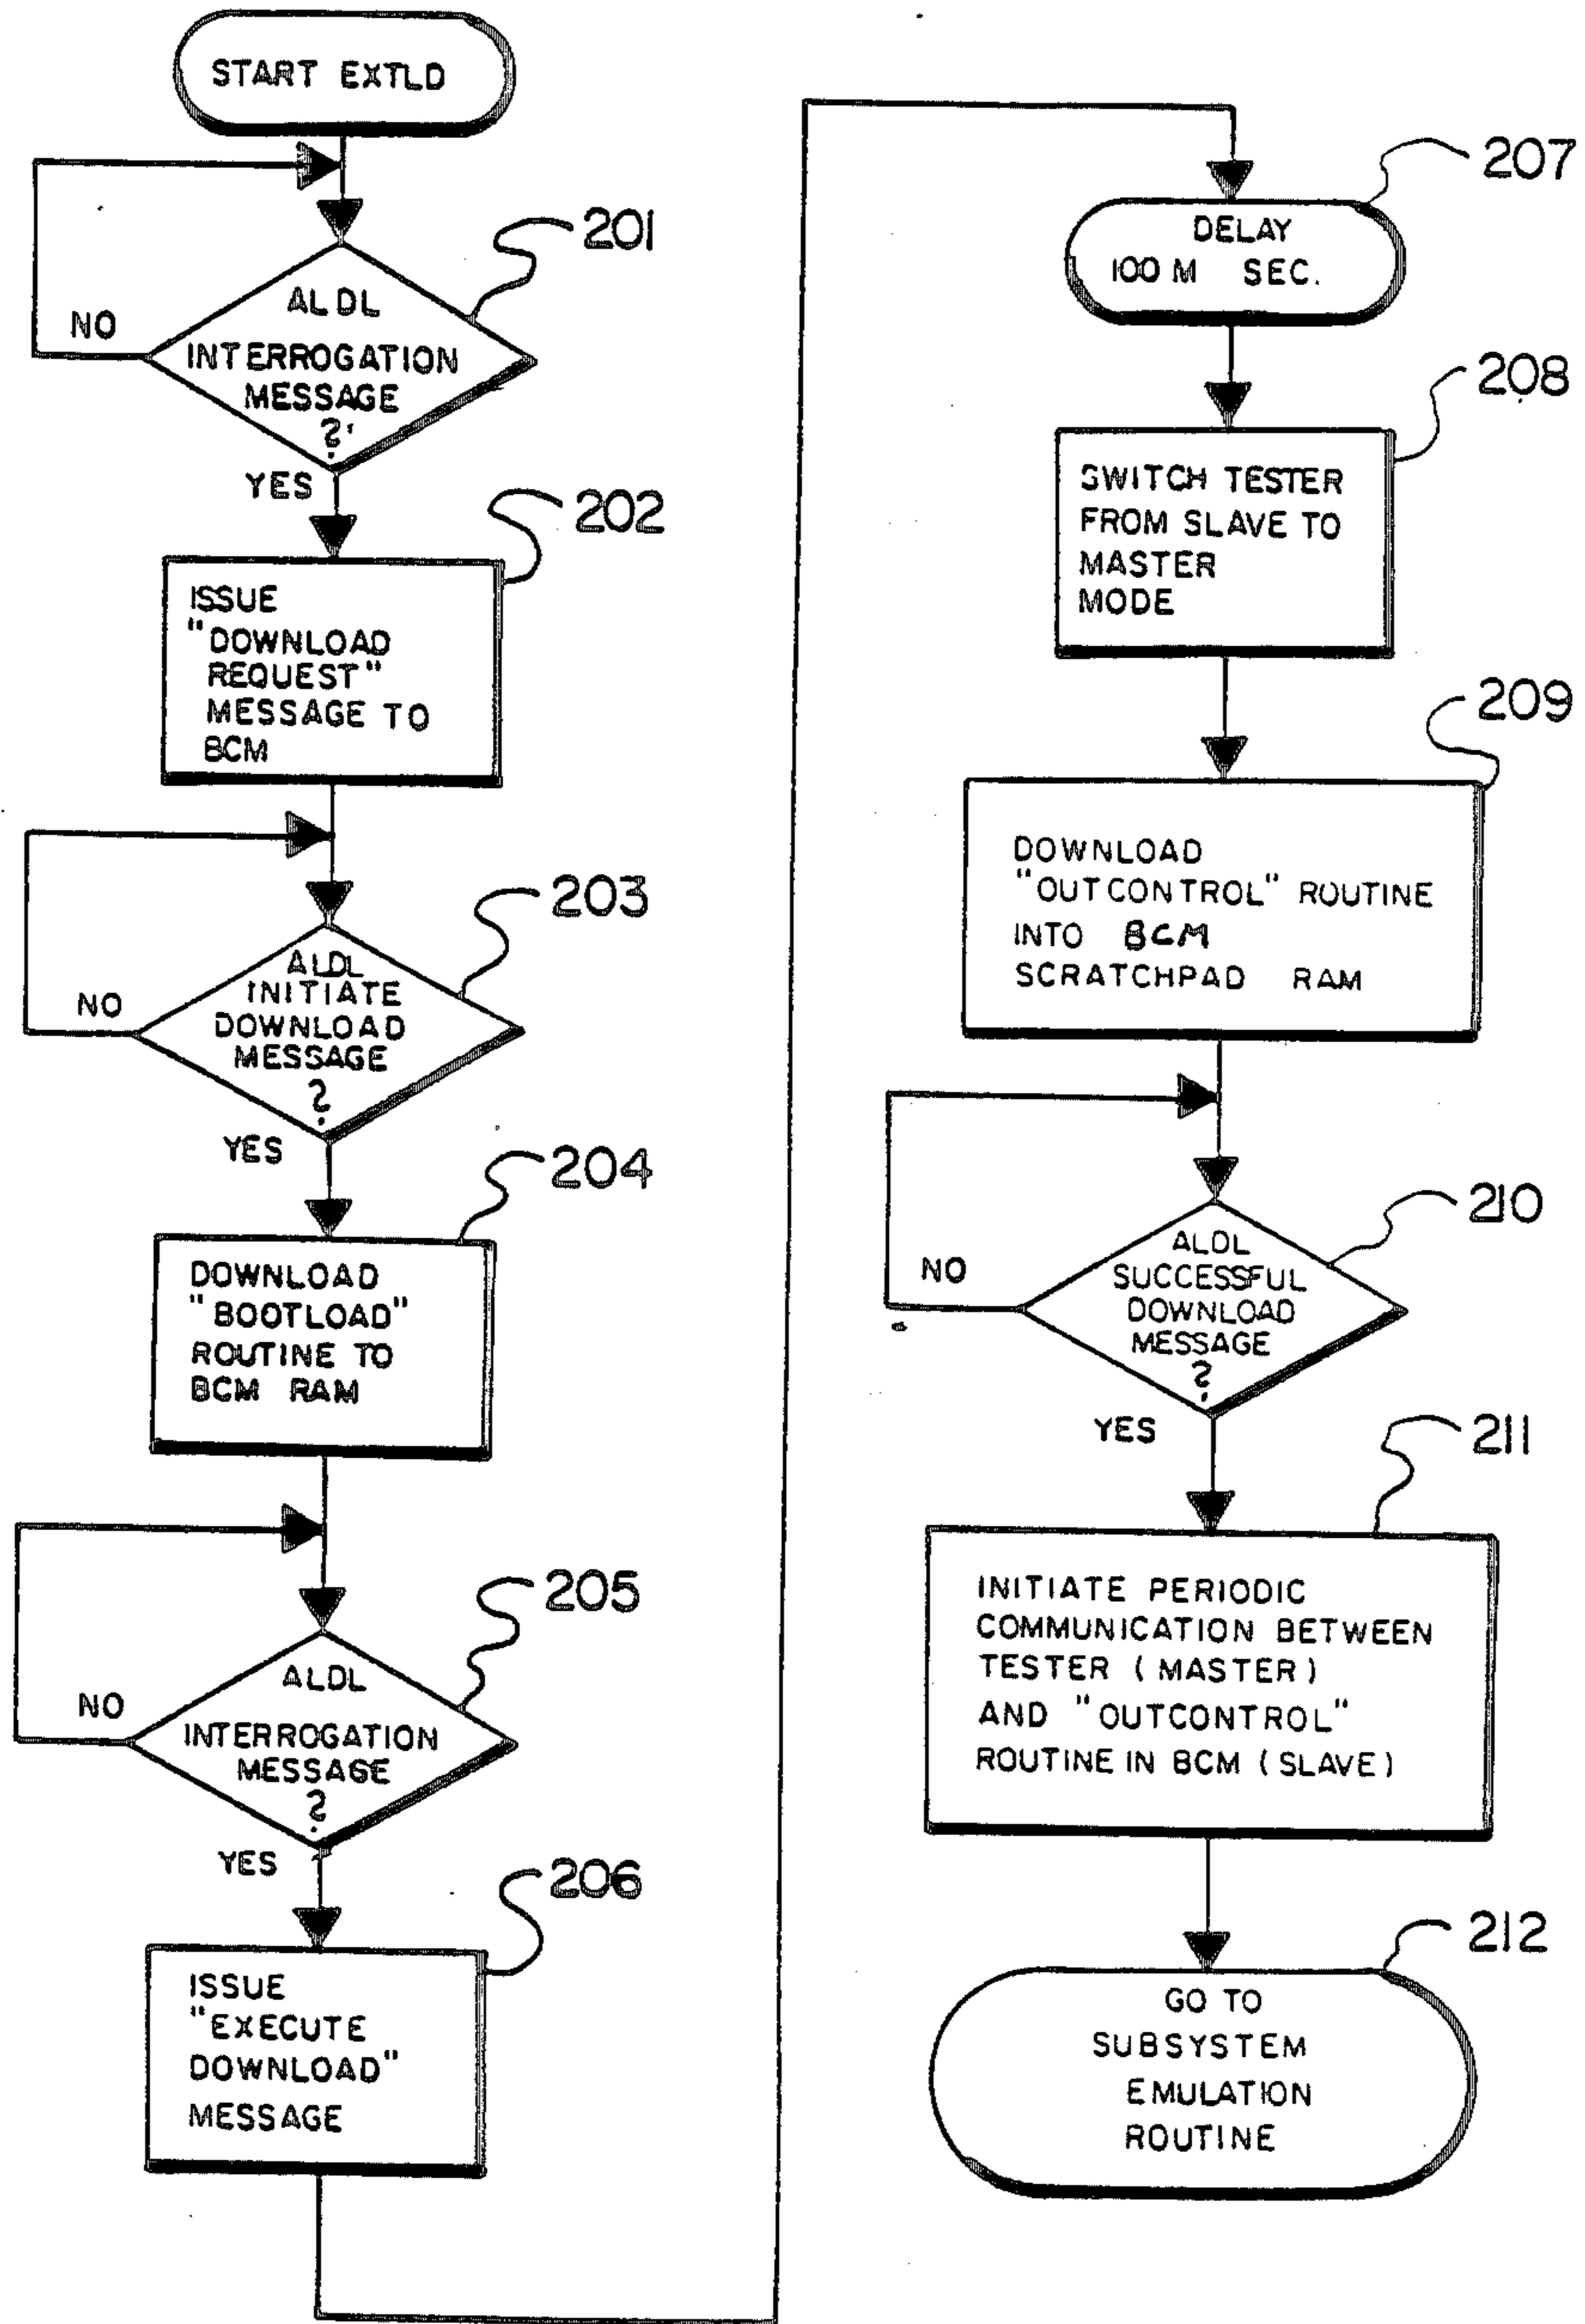 START EXTLD
201
ALDL
INTERROGATION
MESSAGE
?
NO
YES
202
ISSUE
"DOWNLOAD
REQUEST"
MESSAGE TO
BCM
203
ALDL
INITIATE
DOWNLOAD
MESSAGE
?
NO
YES
204
DOWNLOAD
"BOOTLOAD"
ROUTINE TO
BCM RAM
205
ALDL
INTERROGATION
MESSAGE
?
NO
YES
206
ISSUE
"EXECUTE
DOWNLOAD"
MESSAGE
207
DELAY
100 M SEC.
208
SWITCH TESTER
FROM SLAVE TO
MASTER
MODE
209
DOWNLOAD
"OUTCONTROL" ROUTINE
INTO BCM
SCRATCHPAD RAM
210
ALDL
SUCCESSFUL
DOWNLOAD
MESSAGE
?
NO
YES
211
INITIATE PERIODIC
COMMUNICATION BETWEEN
TESTER (MASTER)
AND "OUTCONTROL"
ROUTINE IN BCM (SLAVE)
212
GO TO
SUBSYSTEM
EMULATION
ROUTINE